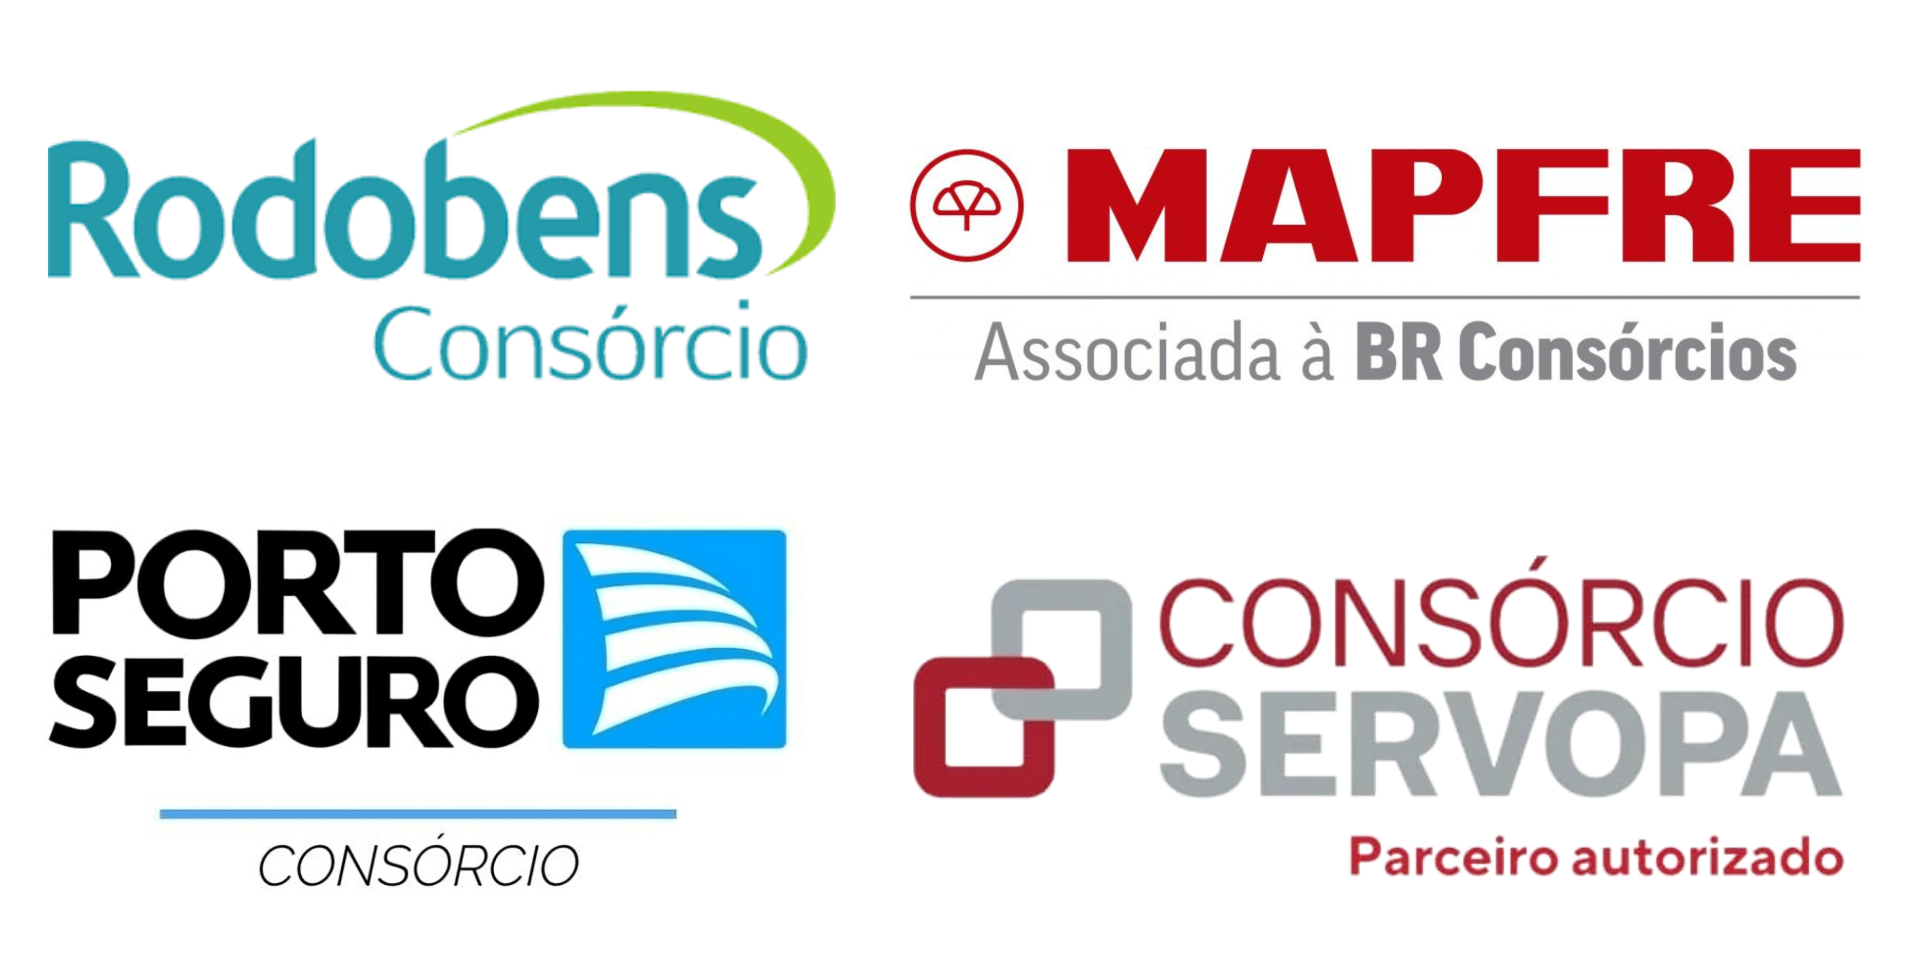 Rodobens
Consórcio
MAPFRE
Associada à BR Consórcios
PORTO
SEGURO
CONSÓRCIO
CONSÓRCIO
SERVOPA
Parceiro autorizado